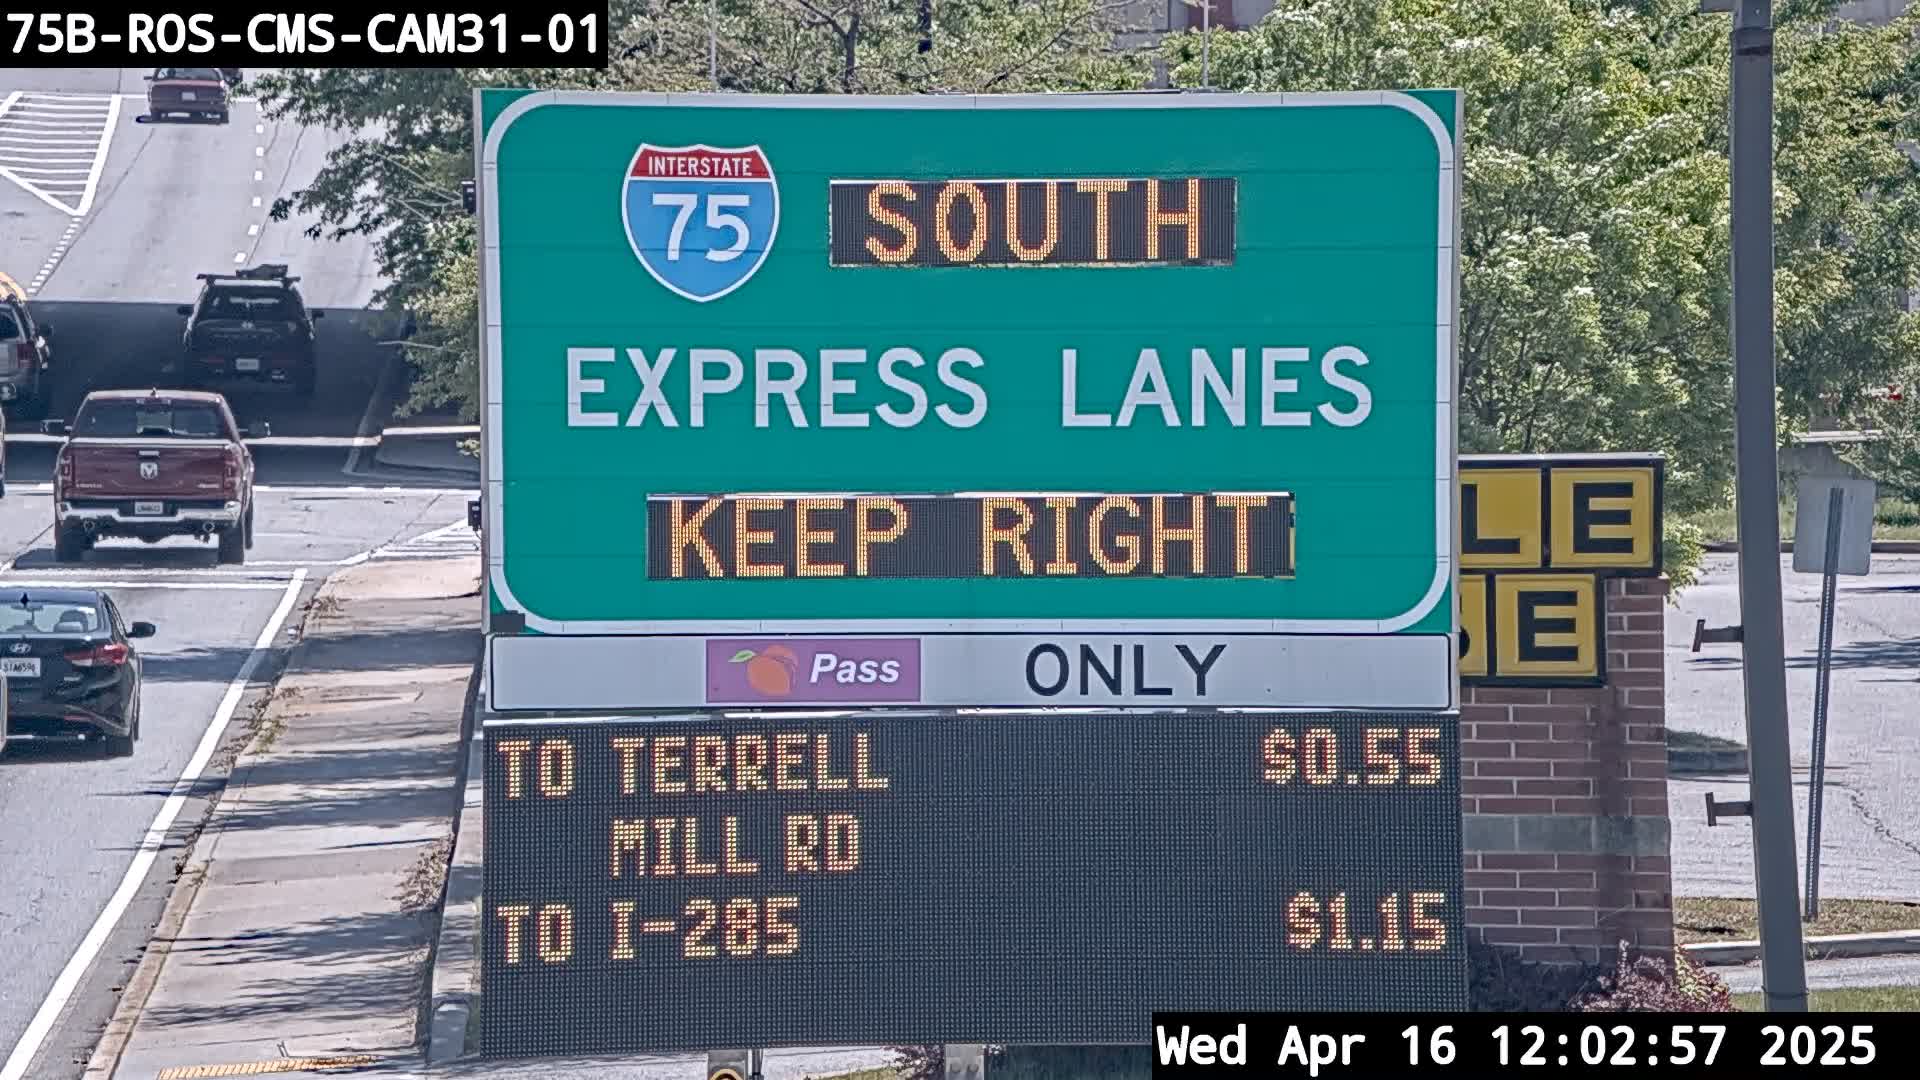 75B-ROS-CMS-CAM31-01
INTERSTATE
75
SOUTH
EXPRESS LANES
KEEP RIGHT
Pass ONLY
TO TERRELL $0.55
MILL RD
TO I-285 $1.15
LE
E
Wed Apr 16 12:02:57 2025